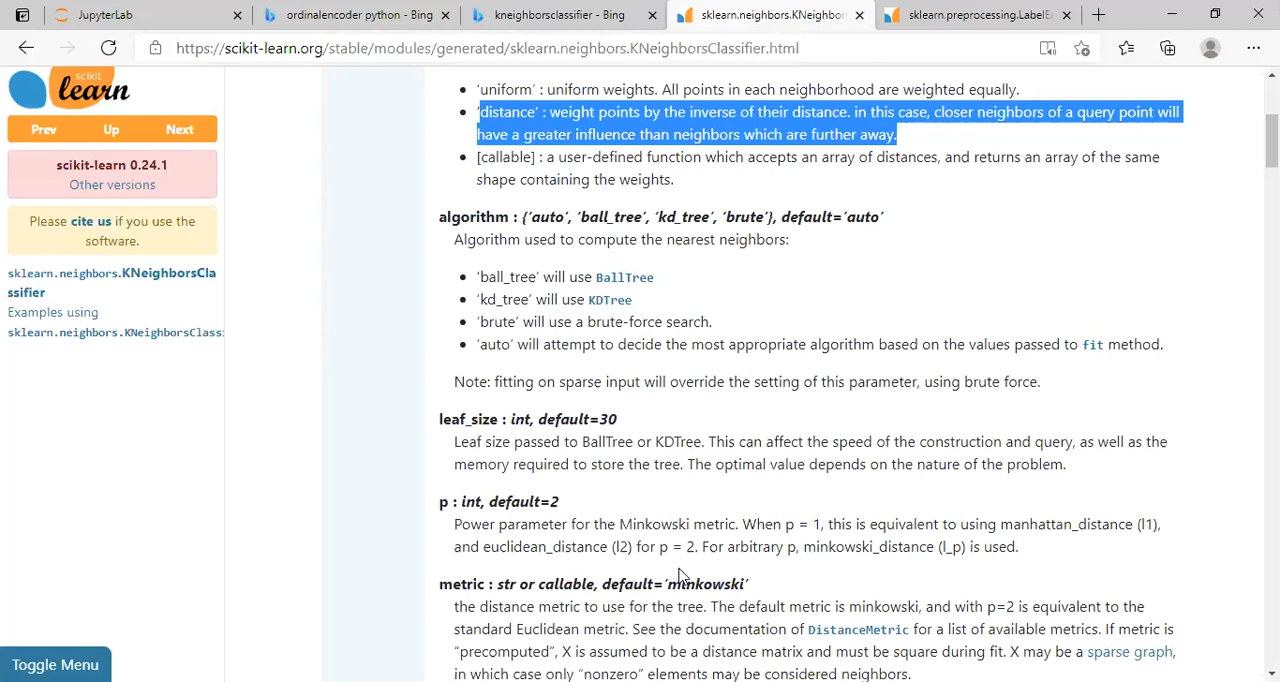 JupyterLab
ordinalencoder python - Bing
kneighborsclassifier - Bing
sklearn.neighbors.KNeighbor
sklearn.preprocessing.LabelE
https://scikit-learn.org/stable/modules/generated/sklearn.neighbors.KNeighborsClassifier.html
scikit
learn
Prev Up Next
scikit-learn 0.24.1
Other versions
Please cite us if you use the
software.
sklearn.neighbors.KNeighborsCla
ssifier
Examples using
sklearn.neighbors.KNeighborsClass
Toggle Menu
• 'uniform' : uniform weights. All points in each neighborhood are weighted equally.
• 'distance' : weight points by the inverse of their distance. in this case, closer neighbors of a query point will
have a greater influence than neighbors which are further away.
• [callable] : a user-defined function which accepts an array of distances, and returns an array of the same
shape containing the weights.
algorithm : {'auto', 'ball_tree', 'kd_tree', 'brute'}, default='auto'
Algorithm used to compute the nearest neighbors:
• 'ball_tree' will use BallTree
• 'kd_tree' will use KDTree
• 'brute' will use a brute-force search.
• 'auto' will attempt to decide the most appropriate algorithm based on the values passed to fit method.
Note: fitting on sparse input will override the setting of this parameter, using brute force.
leaf_size : int, default=30
Leaf size passed to BallTree or KDTree. This can affect the speed of the construction and query, as well as the
memory required to store the tree. The optimal value depends on the nature of the problem.
p : int, default=2
Power parameter for the Minkowski metric. When p = 1, this is equivalent to using manhattan_distance (l1),
and euclidean_distance (l2) for p = 2. For arbitrary p, minkowski_distance (l_p) is used.
metric : str or callable, default='minkowski'
the distance metric to use for the tree. The default metric is minkowski, and with p=2 is equivalent to the
standard Euclidean metric. See the documentation of DistanceMetric for a list of available metrics. If metric is
"precomputed", X is assumed to be a distance matrix and must be square during fit. X may be a sparse graph,
in which case only "nonzero" elements may be considered neighbors.